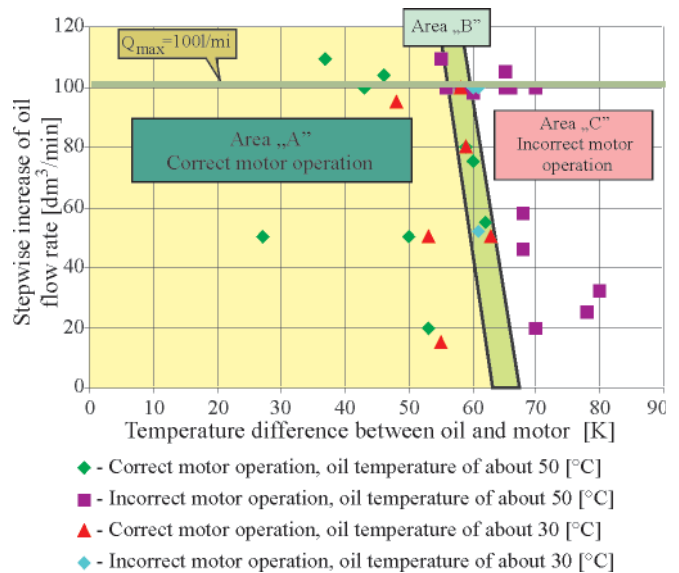 120
100
80
60
40
20
0
Stepwise increase of oil
flow rate [dm³/min]
Q_max=100l/mi
Area „B”
Area „A”
Correct motor operation
Area „C”
Incorrect motor
operation
0 10 20 30 40 50 60 70 80 90
Temperature difference between oil and motor [K]
- Correct motor operation, oil temperature of about 50 [°C]
- Incorrect motor operation, oil temperature of about 50 [°C]
- Correct motor operation, oil temperature of about 30 [°C]
- Incorrect motor operation, oil temperature of about 30 [°C]